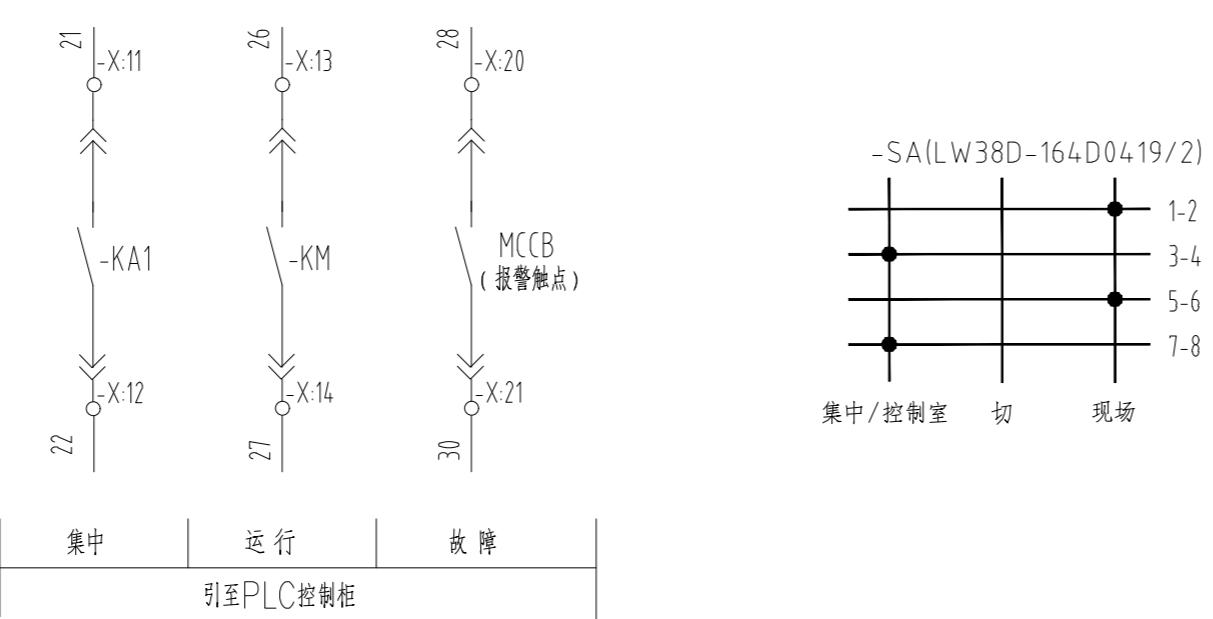 21
-X:11
26
-X:13
28
-X:20
-KA1
-KM
MCCB
(报警触点)
-X:12
22
-X:14
27
-X:21
30
集中
运行
故障
引至PLC控制柜
-SA(LW38D-164D0419/2)
1-2
3-4
5-6
7-8
集中/控制室
切
现场